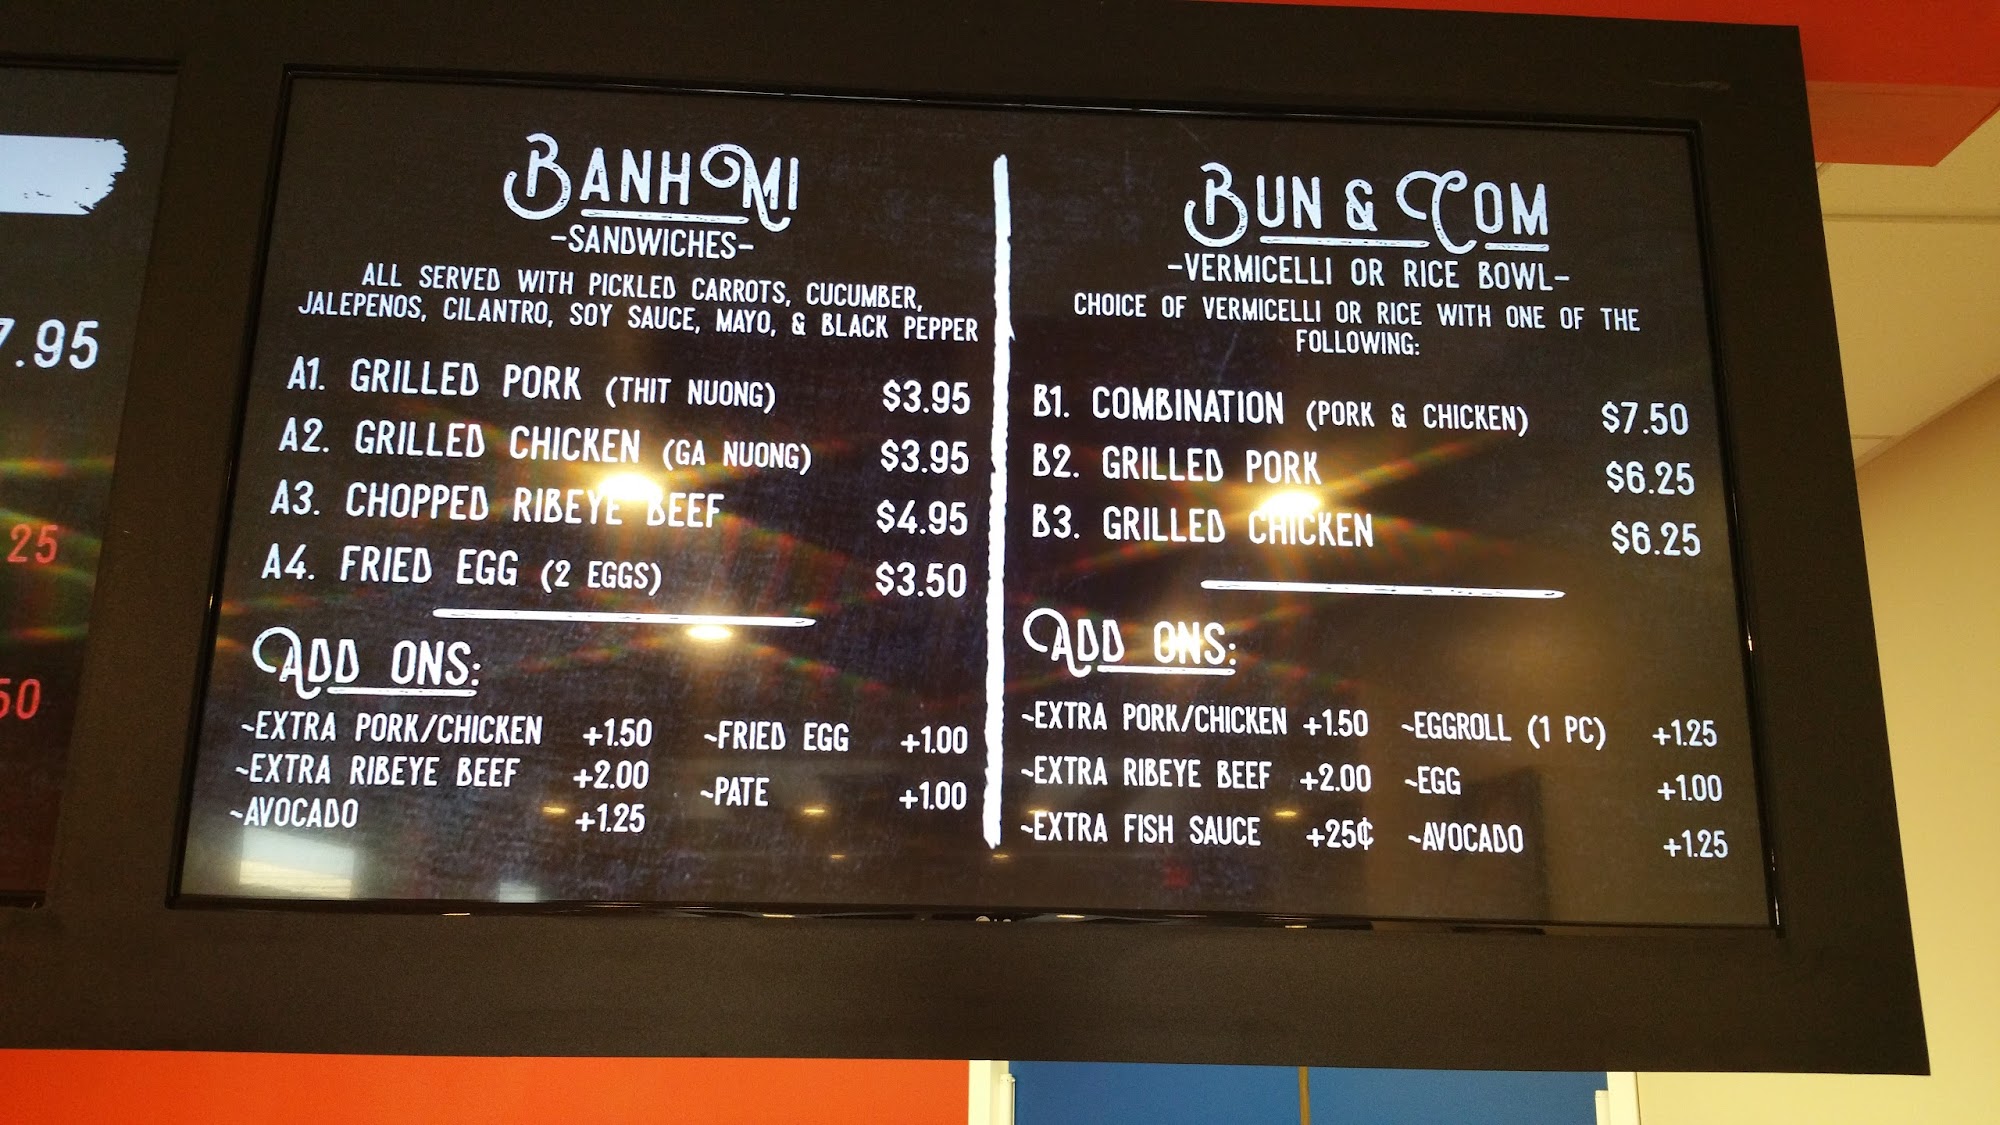 7.95
25
50
BANH MI
-SANDWICHES-
ALL SERVED WITH PICKLED CARROTS, CUCUMBER,
JALEPENOS, CILANTRO, SOY SAUCE, MAYO, & BLACK PEPPER
A1. GRILLED PORK (THIT NUONG) $3.95
A2. GRILLED CHICKEN (GA NUONG) $3.95
A3. CHOPPED RIBEYE BEEF $4.95
A4. FRIED EGG (2 EGGS) $3.50
ADD ONS:
~EXTRA PORK/CHICKEN +1.50 ~FRIED EGG +1.00
~EXTRA RIBEYE BEEF +2.00 ~PATE +1.00
~AVOCADO +1.25
BUN & COM
-VERMICELLI OR RICE BOWL-
CHOICE OF VERMICELLI OR RICE WITH ONE OF THE
FOLLOWING:
B1. COMBINATION (PORK & CHICKEN) $7.50
B2. GRILLED PORK $6.25
B3. GRILLED CHICKEN $6.25
ADD ONS:
~EXTRA PORK/CHICKEN +1.50 ~EGGROLL (1 PC) +1.25
~EXTRA RIBEYE BEEF +2.00 ~EGG +1.00
~EXTRA FISH SAUCE +25¢ ~AVOCADO +1.25